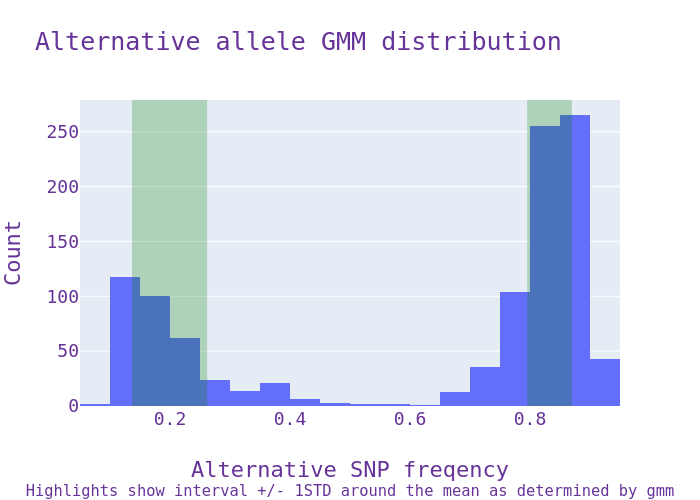 Alternative allele GMM distribution
250
200
150
100
50
0
Count
0.2 0.4 0.6 0.8
Alternative SNP freqency
Highlights show interval +/- 1STD around the mean as determined by gmm